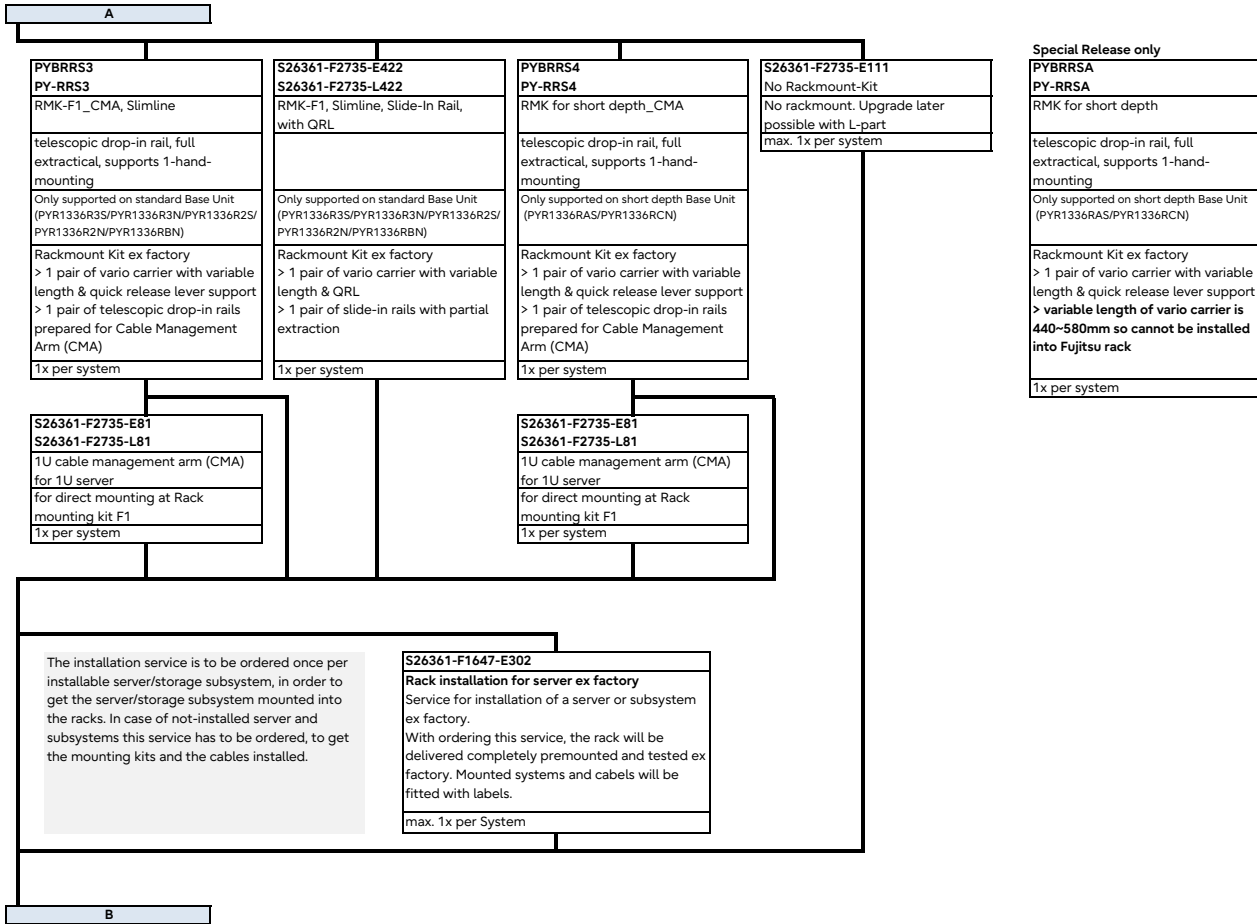 A
PYBRRS3
PY-RRS3
RMK-F1_CMA, Slimline
telescopic drop-in rail, full
extractical, supports 1-hand-
mounting
Only supported on standard Base Unit
(PYR1336R3S/PYR1336R3N/PYR1336R2S/
PYR1336R2N/PYR1336RBN)
Rackmount Kit ex factory
> 1 pair of vario carrier with variable
length & quick release lever support
> 1 pair of telescopic drop-in rails
prepared for Cable Management
Arm (CMA)
1x per system
S26361-F2735-E422
S26361-F2735-L422
RMK-F1, Slimline, Slide-In Rail,
with QRL
Only supported on standard Base Unit
(PYR1336R3S/PYR1336R3N/PYR1336R2S/
PYR1336R2N/PYR1336RBN)
Rackmount Kit ex factory
> 1 pair of vario carrier with variable
length & QRL
> 1 pair of slide-in rails with partial
extraction
1x per system
PYBRRS4
PY-RRS4
RMK for short depth_CMA
telescopic drop-in rail, full
extractical, supports 1-hand-
mounting
Only supported on short depth Base Unit
(PYR1336RAS/PYR1336RCN)
Rackmount Kit ex factory
> 1 pair of vario carrier with variable
length & quick release lever support
> 1 pair of telescopic drop-in rails
prepared for Cable Management
Arm (CMA)
1x per system
S26361-F2735-E111
No Rackmount-Kit
No rackmount. Upgrade later
possible with L-part
max. 1x per system
Special Release only
PYBRRSA
PY-RRSA
RMK for short depth
telescopic drop-in rail, full
extractical, supports 1-hand-
mounting
Only supported on short depth Base Unit
(PYR1336RAS/PYR1336RCN)
Rackmount Kit ex factory
> 1 pair of vario carrier with variable
length & quick release lever support
> variable length of vario carrier is
440~580mm so cannot be installed
into Fujitsu rack
1x per system
S26361-F2735-E81
S26361-F2735-L81
1U cable management arm (CMA)
for 1U server
for direct mounting at Rack
mounting kit F1
1x per system
S26361-F2735-E81
S26361-F2735-L81
1U cable management arm (CMA)
for 1U server
for direct mounting at Rack
mounting kit F1
1x per system
The installation service is to be ordered once per
installable server/storage subsystem, in order to
get the server/storage subsystem mounted into
the racks. In case of not-installed server and
subsystems this service has to be ordered, to get
the mounting kits and the cables installed.
S26361-F1647-E302
Rack installation for server ex factory
Service for installation of a server or subsystem
ex factory.
With ordering this service, the rack will be
delivered completely premounted and tested ex
factory. Mounted systems and cabels will be
fitted with labels.
max. 1x per System
B